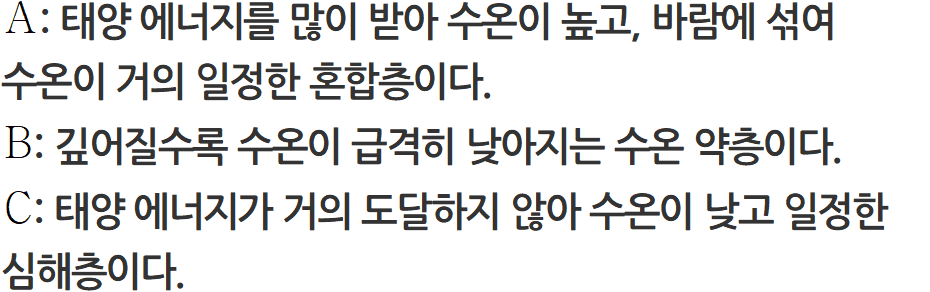 A: 태양 에너지를 많이 받아 수온이 높고, 바람에 섞여
수온이 거의 일정한 혼합층이다.
B: 깊어질수록 수온이 급격히 낮아지는 수온 약층이다.
C: 태양 에너지가 거의 도달하지 않아 수온이 낮고 일정한
심해층이다.